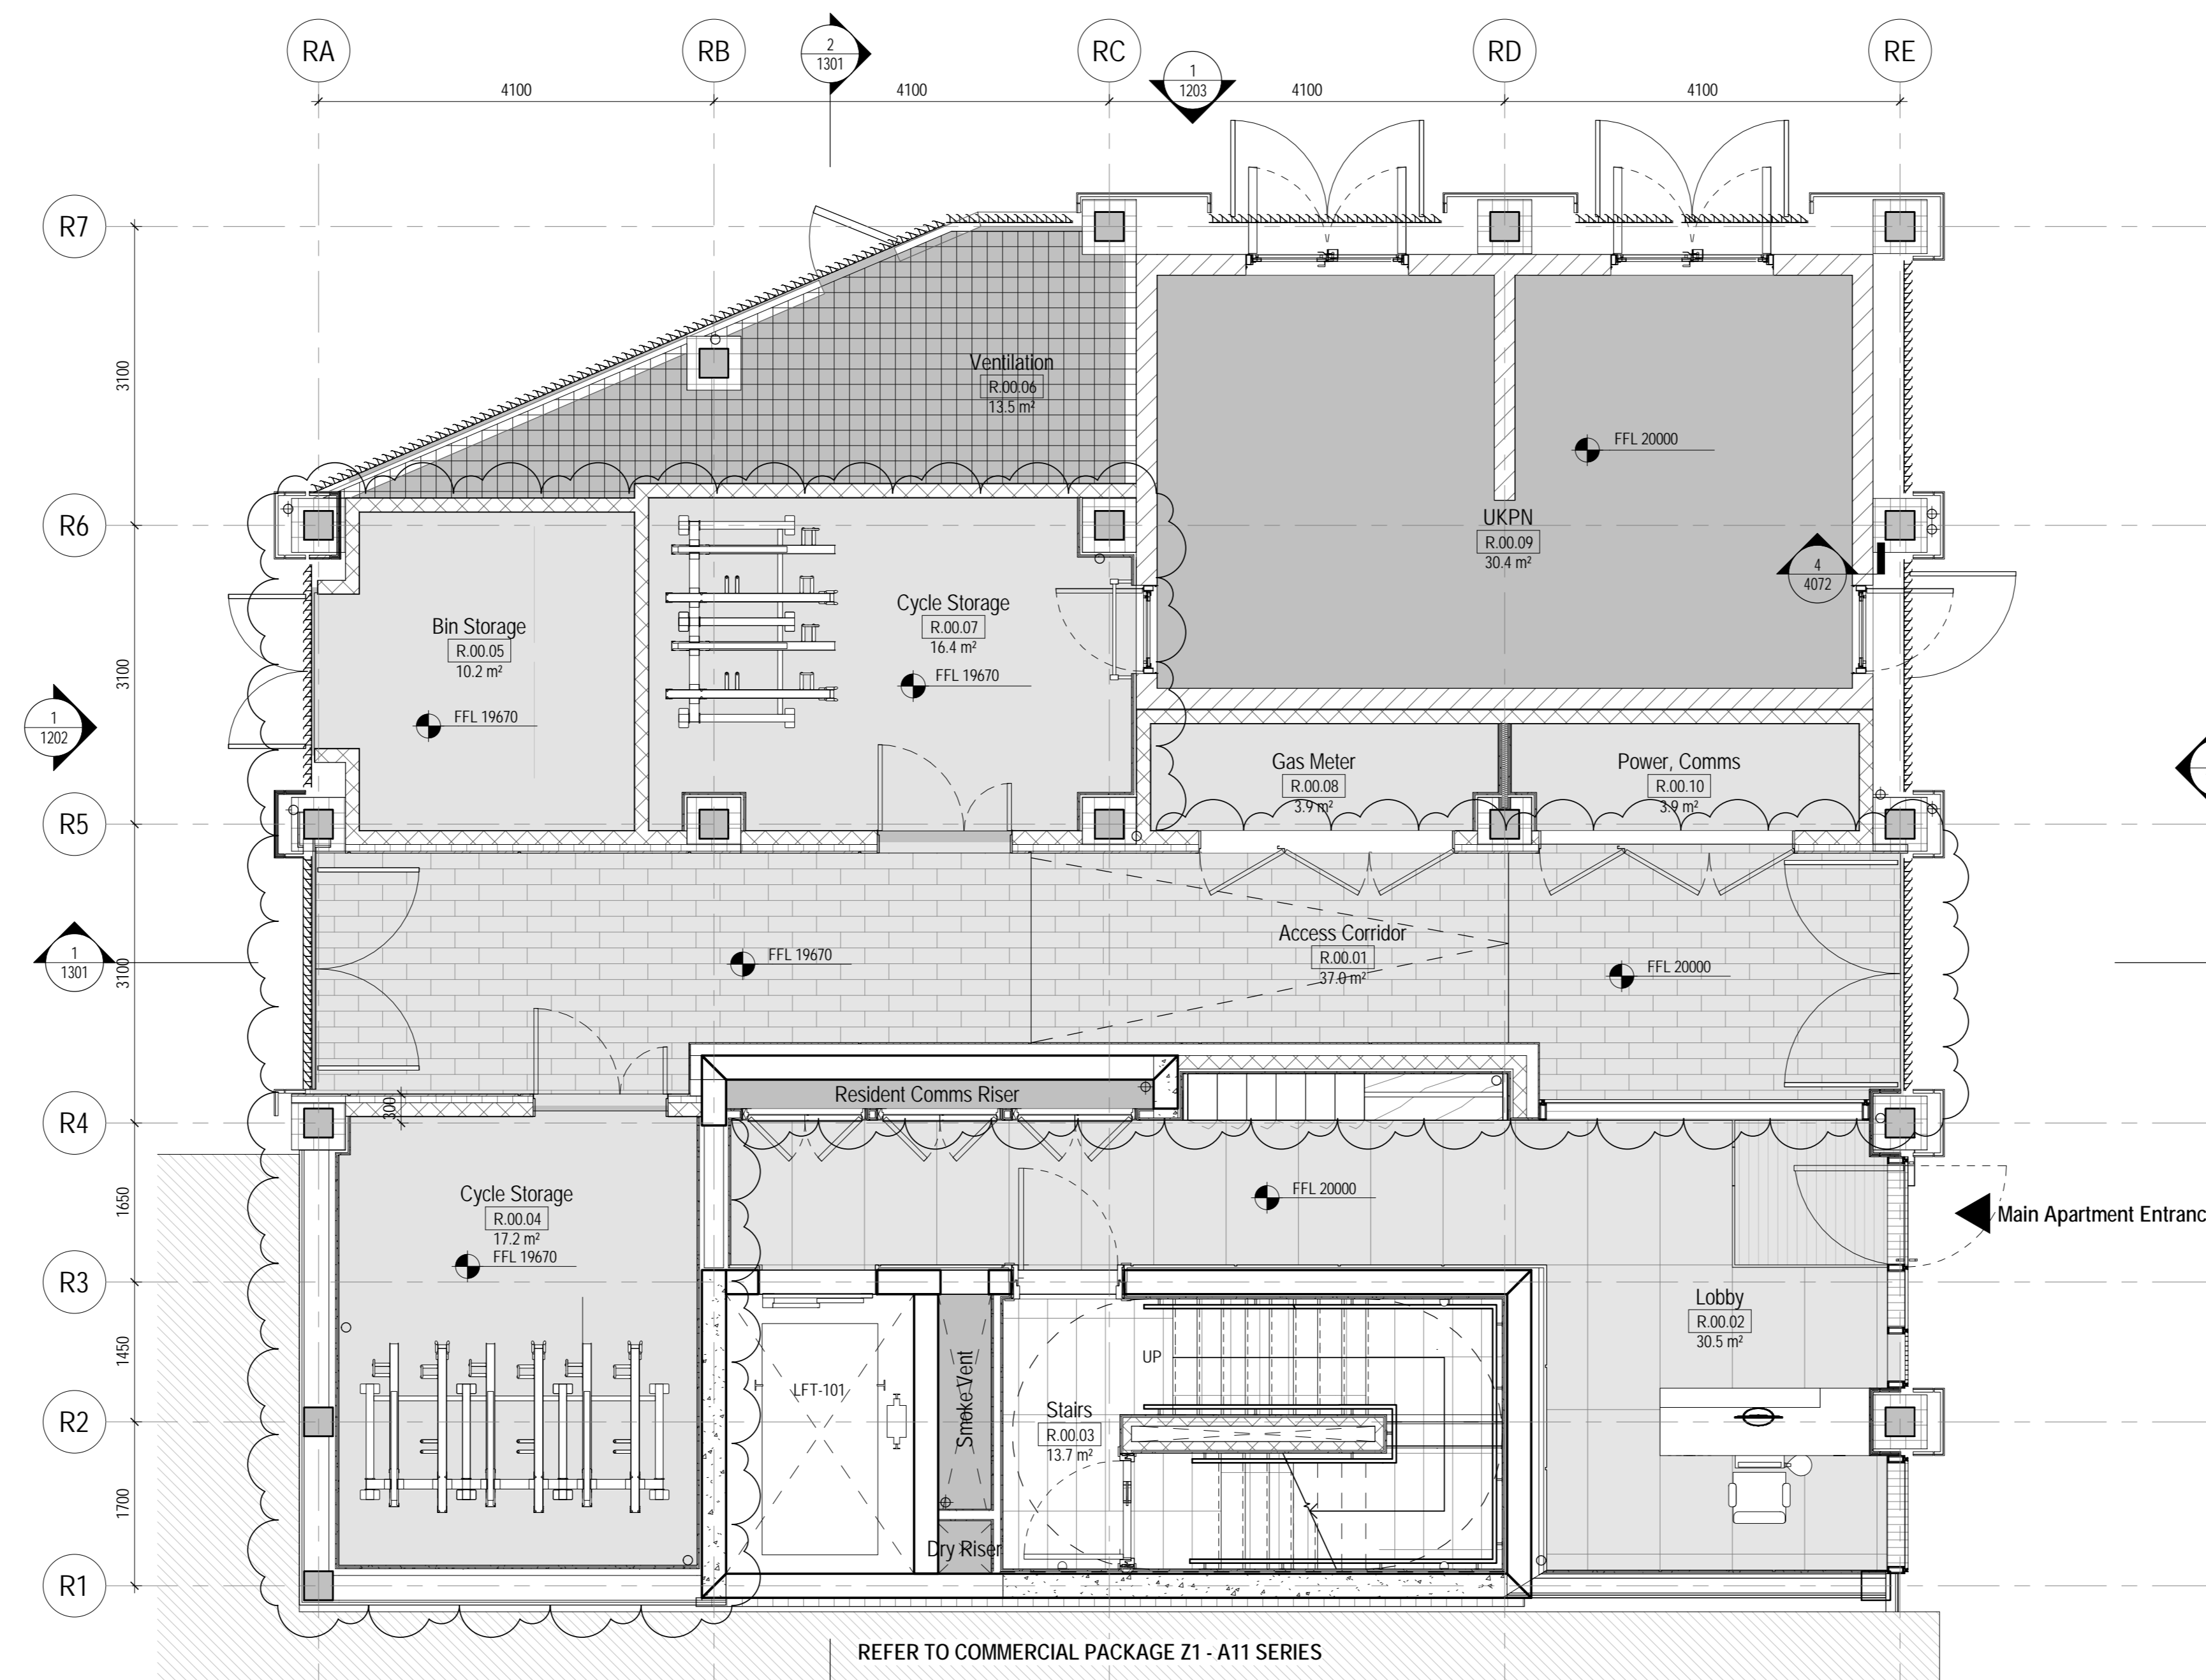 RA
RB
2
1301
RC
1
1203
RD
RE
4100
4100
4100
4100
R7
3100
Ventilation
R.00.06
13.5 m²
FFL 20000
R6
UKPN
R.00.09
30.4 m²
4
4072
Bin Storage
R.00.05
10.2 m²
FFL 19670
Cycle Storage
R.00.07
16.4 m²
FFL 19670
3100
1
1202
Gas Meter
R.00.08
3.9 m²
Power, Comms
R.00.10
3.9 m²
R5
Access Corridor
R.00.01
37.0 m²
FFL 19670
FFL 20000
1
1301
3100
Resident Comms Riser
300
R4
Cycle Storage
R.00.04
17.2 m²
FFL 19670
FFL 20000
1650
Main Apartment Entranc
R3
Lobby
R.00.02
30.5 m²
1450
UP
LFT-101
Smoke Vent
Stairs
R.00.03
13.7 m²
R2
1700
Dry Riser
R1
REFER TO COMMERCIAL PACKAGE Z1 - A11 SERIES